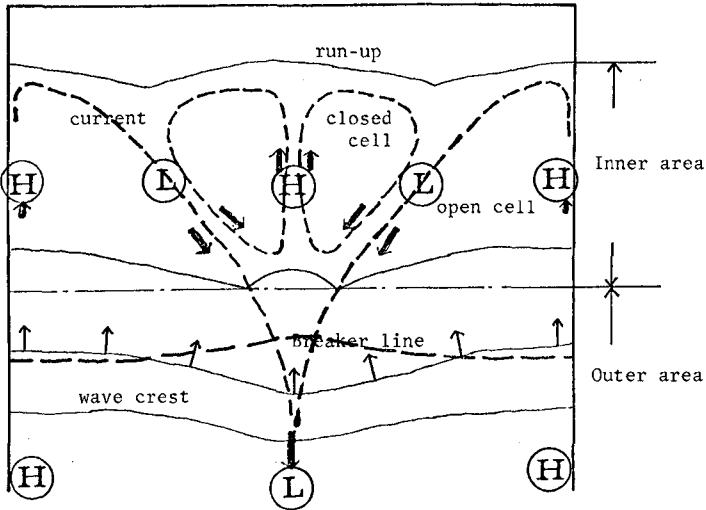 run-up
current
closed
cell
H
L
H
L
H
Inner area
open cell
Breaker line
Outer area
wave crest
H
L
H